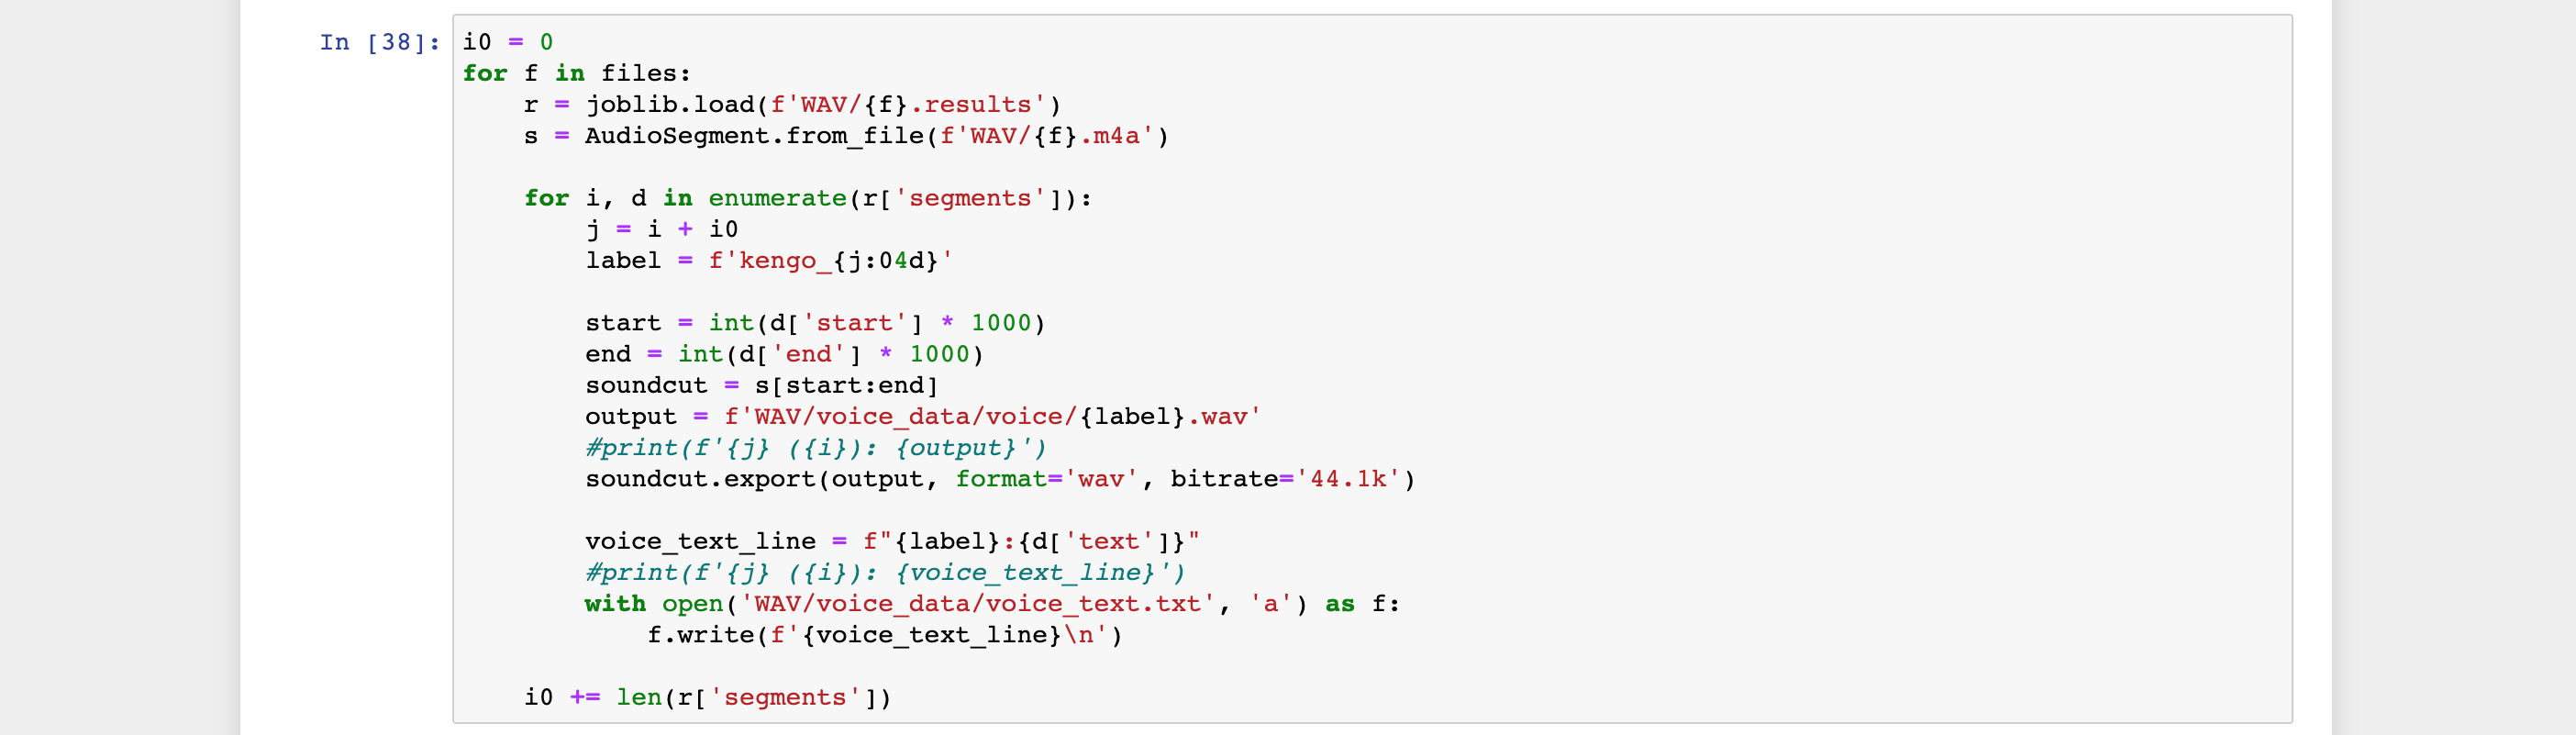 In [38]: i0 = 0
for f in files:
    r = joblib.load(f'WAV/{f}.results')
    s = AudioSegment.from_file(f'WAV/{f}.m4a')

    for i, d in enumerate(r['segments']):
        j = i + i0
        label = f'kengo_{j:04d}'

        start = int(d['start'] * 1000)
        end = int(d['end'] * 1000)
        soundcut = s[start:end]
        output = f'WAV/voice_data/voice/{label}.wav'
        #print(f'{j} ({i}): {output}')
        soundcut.export(output, format='wav', bitrate='44.1k')

        voice_text_line = f"{label}:{d['text']}"
        #print(f'{j} ({i}): {voice_text_line}')
        with open('WAV/voice_data/voice_text.txt', 'a') as f:
            f.write(f'{voice_text_line}\n')

    i0 += len(r['segments'])